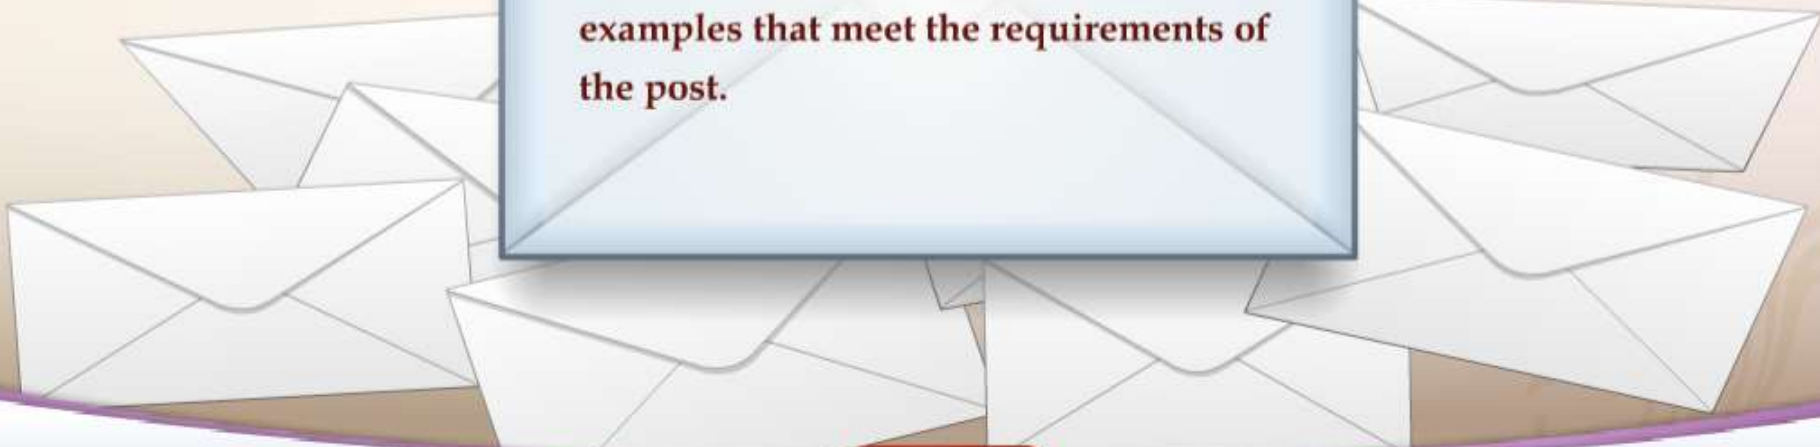 examples that meet the requirements of
the post.